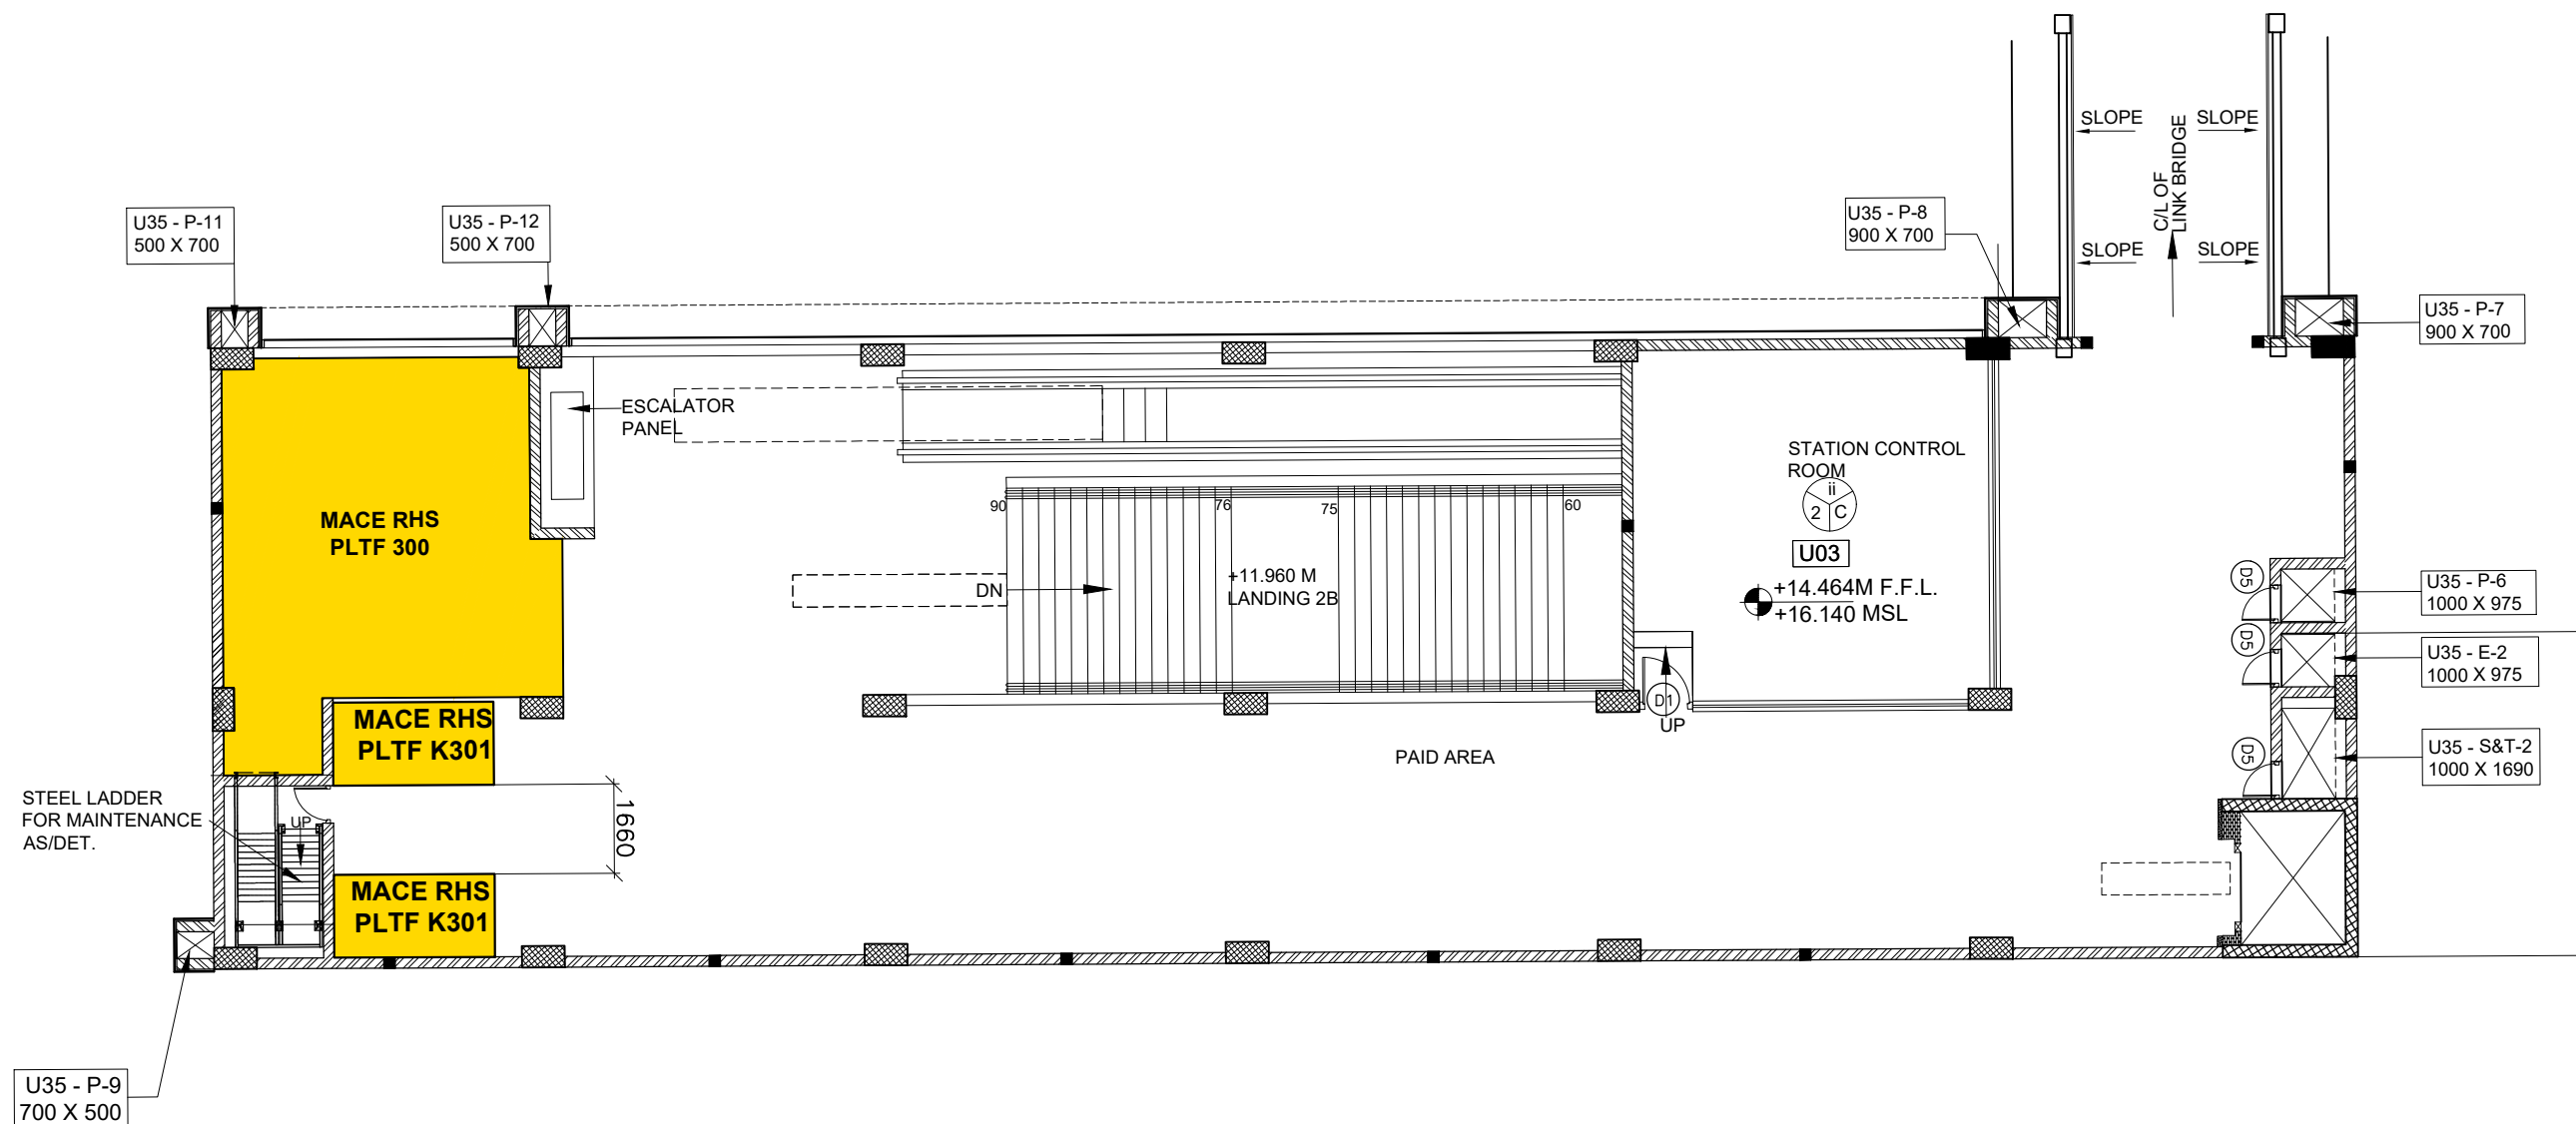 SLOPE
SLOPE
C/L OF
LINK BRIDGE
SLOPE
SLOPE
U35 - P-11
500 X 700
U35 - P-12
500 X 700
U35 - P-8
900 X 700
U35 - P-7
900 X 700
ESCALATOR
PANEL
STATION CONTROL
ROOM
ii
2
C
U03
+14.464M F.F.L.
+16.140 MSL
90
76
75
60
MACE RHS
PLTF 300
DN
+11.960 M
LANDING 2B
D5
U35 - P-6
1000 X 975
D5
U35 - E-2
1000 X 975
D1
UP
MACE RHS
PLTF K301
PAID AREA
D5
U35 - S&T-2
1000 X 1690
STEEL LADDER
FOR MAINTENANCE
AS/DET.
UP
1660
MACE RHS
PLTF K301
U35 - P-9
700 X 500